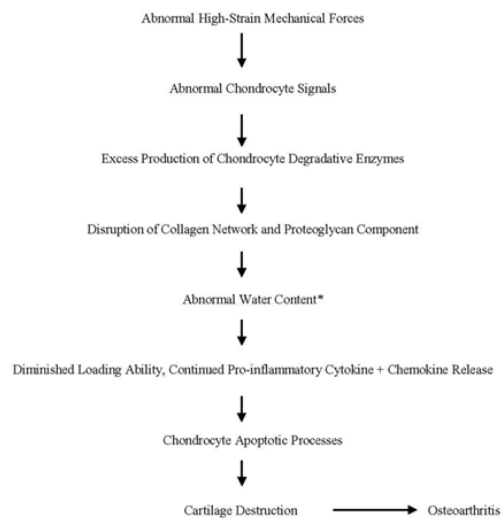 Abnormal High-Strain Mechanical Forces
Abnormal Chondrocyte Signals
Excess Production of Chondrocyte Degradative Enzymes
Disruption of Collagen Network and Proteoglycan Component
Abnormal Water Content*
Diminished Loading Ability, Continued Pro-inflammatory Cytokine + Chemokine Release
Chondrocyte Apoptotic Processes
Cartilage Destruction Osteoarthritis